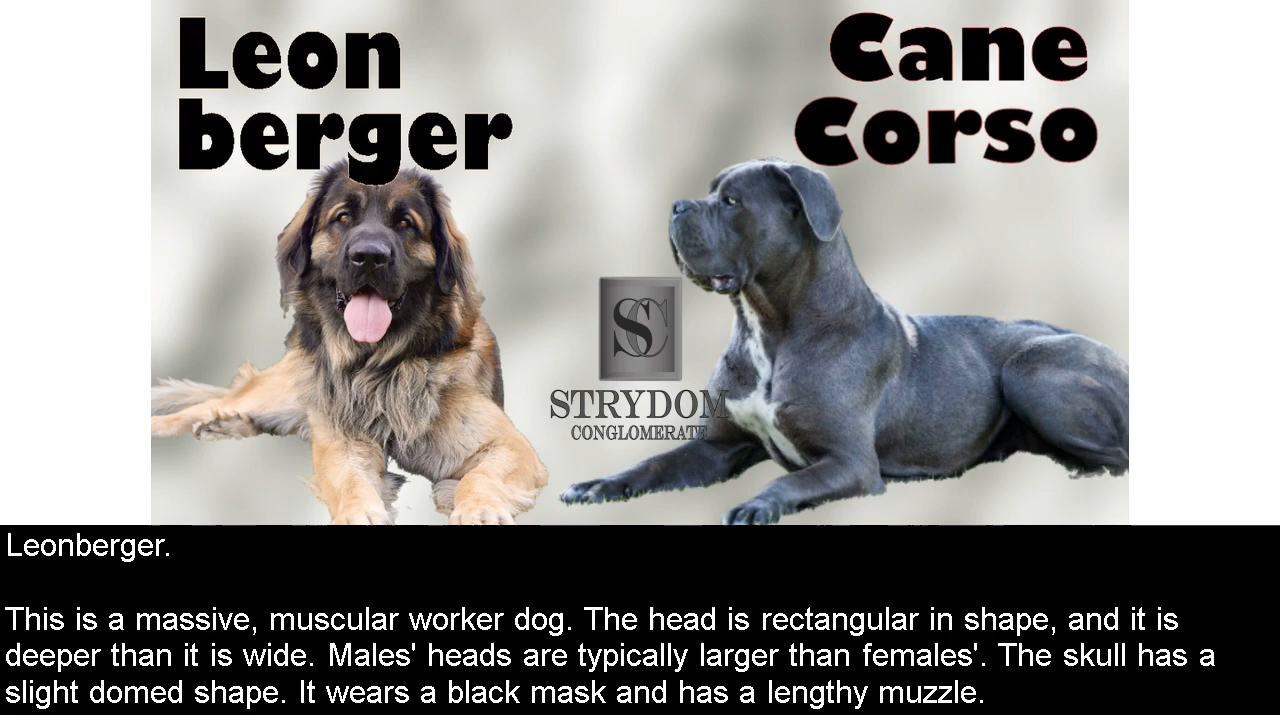 Leon
berger
Cane
Corso
SC
STRYDOM
CONGLOMERATE
Leonberger.
This is a massive, muscular worker dog. The head is rectangular in shape, and it is
deeper than it is wide. Males' heads are typically larger than females'. The skull has a
slight domed shape. It wears a black mask and has a lengthy muzzle.